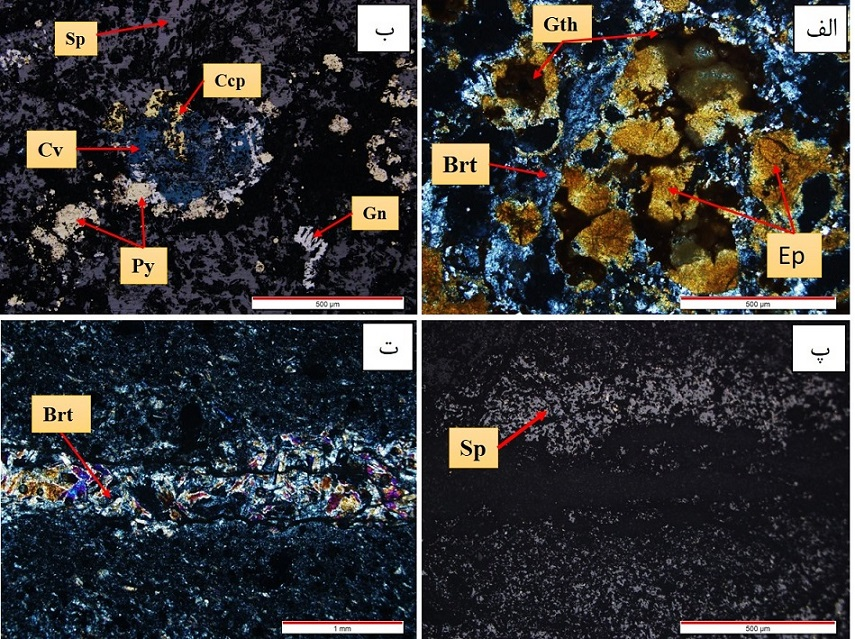 الف
Gth
Brt
Ep
500 µm
ب
Sp
Ccp
Cv
Gn
Py
500 µm
پ
Sp
500 µm
ت
Brt
1 mm